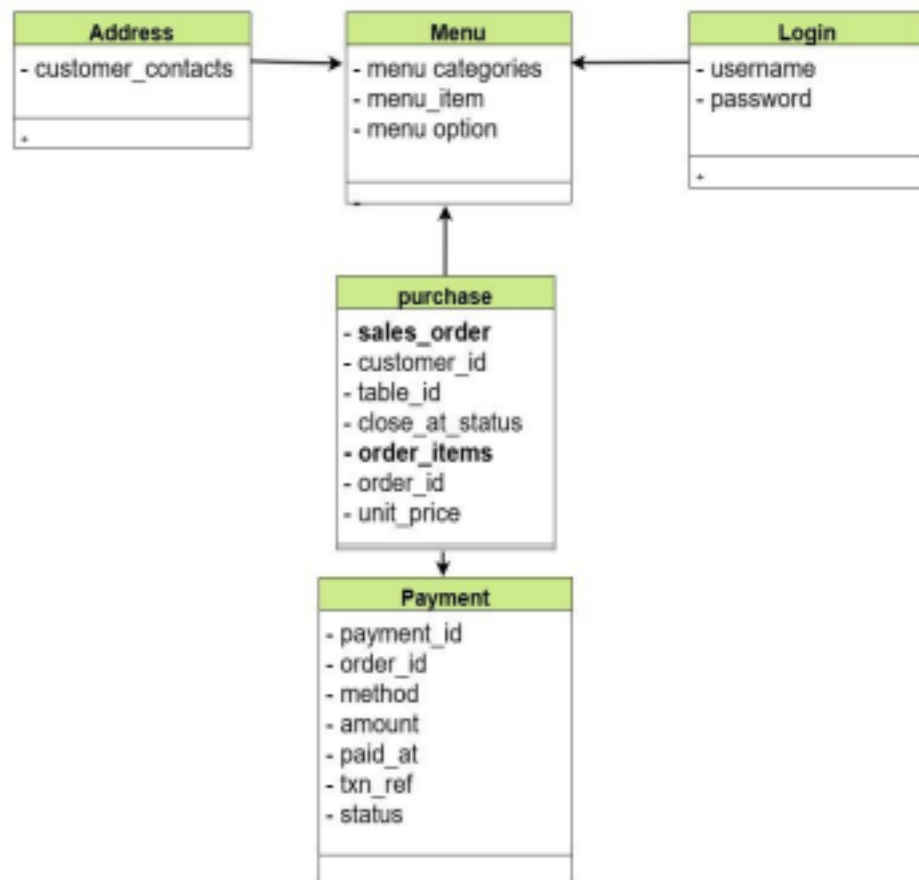 Address
- customer_contacts
+
Menu
- menu categories
- menu_item
- menu option
-
Login
- username
- password
+
purchase
- sales_order
- customer_id
- table_id
- close_at_status
- order_items
- order_id
- unit_price
Payment
- payment_id
- order_id
- method
- amount
- paid_at
- txn_ref
- status